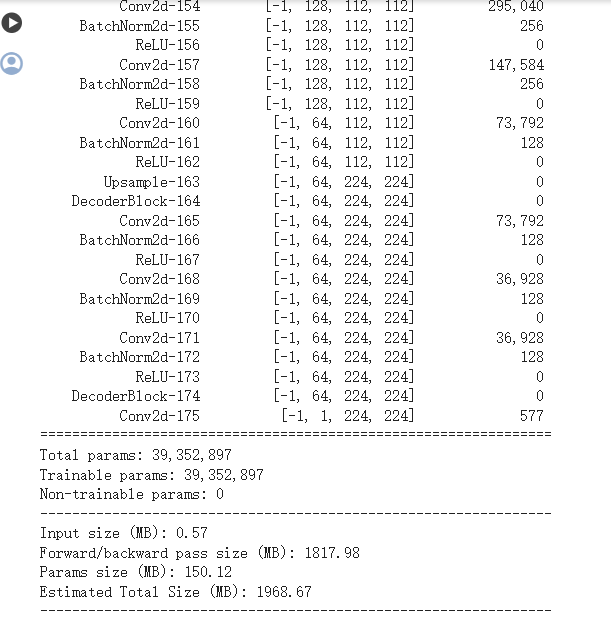 Conv2d-154 [-1, 128, 112, 112] 295,040
BatchNorm2d-155 [-1, 128, 112, 112] 256
ReLU-156 [-1, 128, 112, 112] 0
Conv2d-157 [-1, 128, 112, 112] 147,584
BatchNorm2d-158 [-1, 128, 112, 112] 256
ReLU-159 [-1, 128, 112, 112] 0
Conv2d-160 [-1, 64, 112, 112] 73,792
BatchNorm2d-161 [-1, 64, 112, 112] 128
ReLU-162 [-1, 64, 112, 112] 0
Upsample-163 [-1, 64, 224, 224] 0
DecoderBlock-164 [-1, 64, 224, 224] 0
Conv2d-165 [-1, 64, 224, 224] 73,792
BatchNorm2d-166 [-1, 64, 224, 224] 128
ReLU-167 [-1, 64, 224, 224] 0
Conv2d-168 [-1, 64, 224, 224] 36,928
BatchNorm2d-169 [-1, 64, 224, 224] 128
ReLU-170 [-1, 64, 224, 224] 0
Conv2d-171 [-1, 64, 224, 224] 36,928
BatchNorm2d-172 [-1, 64, 224, 224] 128
ReLU-173 [-1, 64, 224, 224] 0
DecoderBlock-174 [-1, 64, 224, 224] 0
Conv2d-175 [-1, 1, 224, 224] 577
================================================================
Total params: 39,352,897
Trainable params: 39,352,897
Non-trainable params: 0
----------------------------------------------------------------
Input size (MB): 0.57
Forward/backward pass size (MB): 1817.98
Params size (MB): 150.12
Estimated Total Size (MB): 1968.67
----------------------------------------------------------------